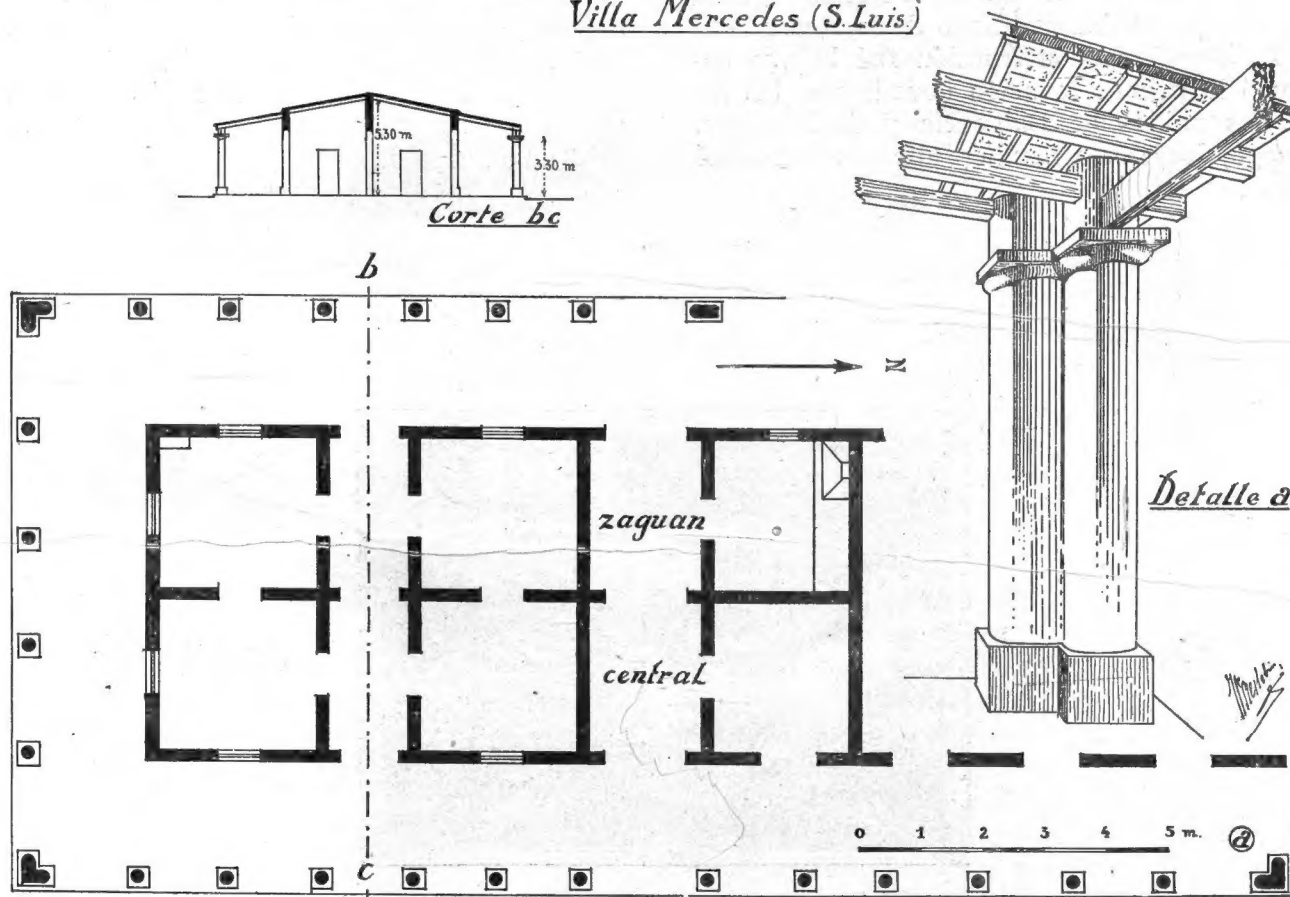 Villa Mercedes (S. Luis)
5.30 m
3.30 m
Corte bc
b
N
Detalle a
zaguan
central
0 1 2 3 4 5 m.
a
c